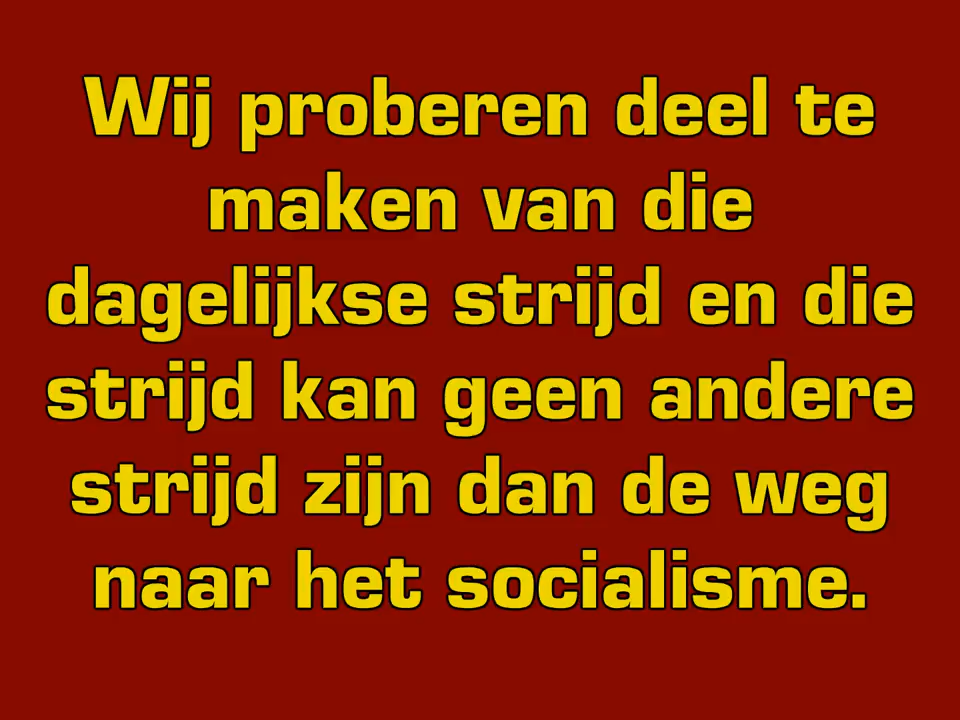 Wij proberen deel te
maken van die
dagelijkse strijd en die
strijd kan geen andere
strijd zijn dan de weg
naar het socialisme.